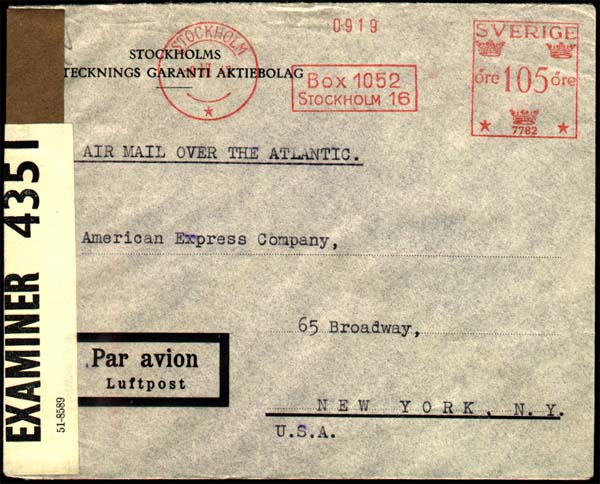 0919
STOCKHOLM
SVERIGE
STOCKHOLMS
TECKNINGS GARANTI AKTIEBOLAG
Box 1052
STOCKHOLM 16
öre 105 öre
7782
AIR MAIL OVER THE ATLANTIC.
American Express Company,
65 Broadway,
Par avion
Luftpost
NEW YORK, N.Y.
U.S.A.
EXAMINER 4351
51-8589